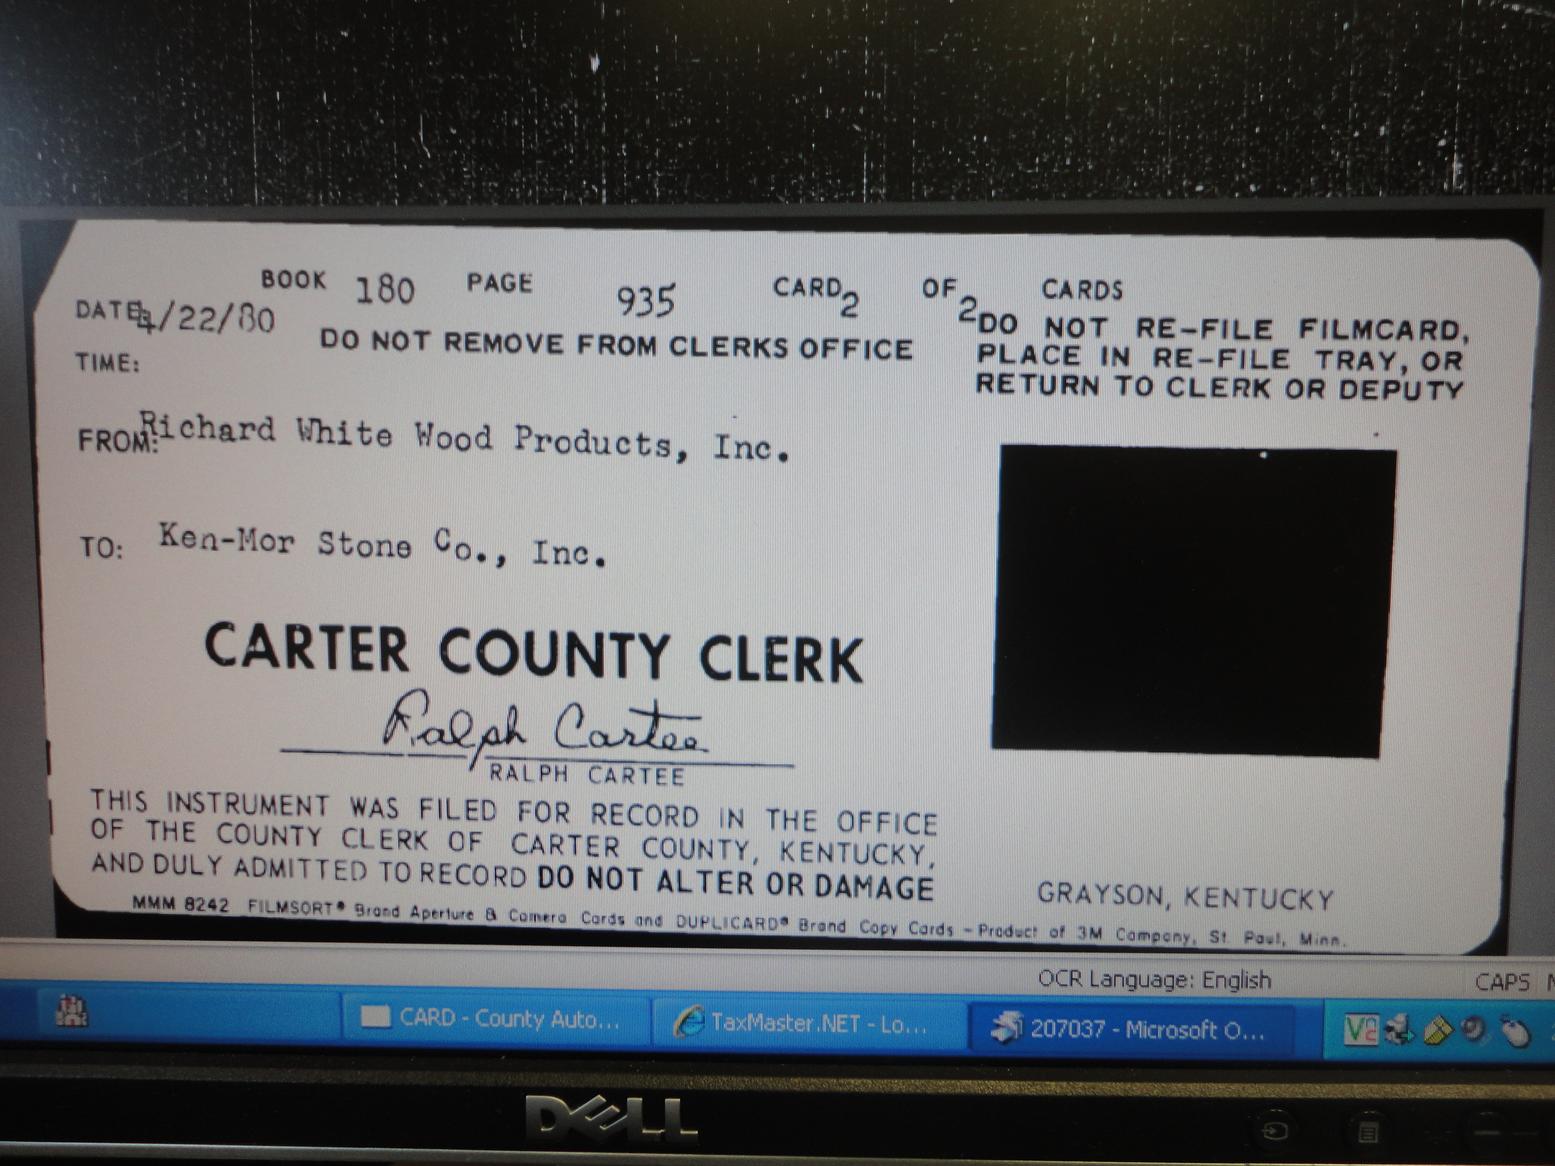 BOOK 180 PAGE 935 CARD 2 OF 2 CARDS
DATE: 4/22/80
DO NOT REMOVE FROM CLERKS OFFICE
DO NOT RE-FILE FILMCARD,
PLACE IN RE-FILE TRAY, OR
RETURN TO CLERK OR DEPUTY
TIME:
FROM: Richard White Wood Products, Inc.
TO: Ken-Mor Stone Co., Inc.
CARTER COUNTY CLERK
Ralph Cartee
RALPH CARTEE
THIS INSTRUMENT WAS FILED FOR RECORD IN THE OFFICE
OF THE COUNTY CLERK OF CARTER COUNTY, KENTUCKY,
AND DULY ADMITTED TO RECORD DO NOT ALTER OR DAMAGE
GRAYSON, KENTUCKY
MMM 8242 FILMSORT® Brand Aperture & Camera Cards and DUPLICARD® Brand Copy Cards - Product of 3M Company, St. Paul, Minn.
OCR Language: English CAPS
CARD - County Auto...
TaxMaster.NET - Lo...
207037 - Microsoft O...
DELL